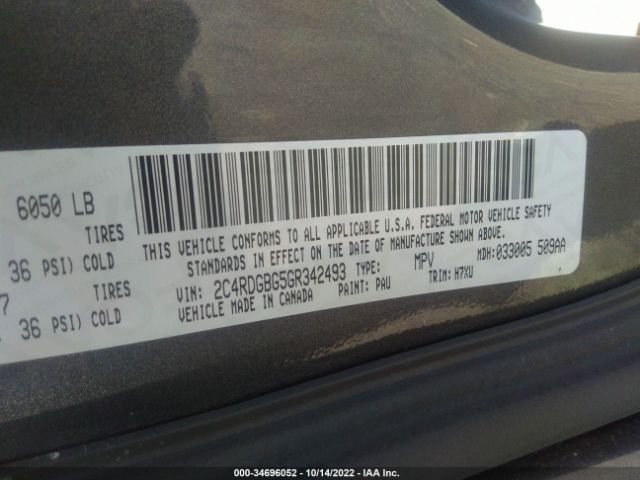 6050 LB
TIRES
36 PSI) COLD
7
36 PSI) COLD
THIS VEHICLE CONFORMS TO ALL APPLICABLE U.S.A. FEDERAL MOTOR VEHICLE SAFETY
STANDARDS IN EFFECT ON THE DATE OF MANUFACTURE SHOWN ABOVE.
VIN: 2C4RDGBG5GR342493 TYPE: MPV MDH:033005 509AA
VEHICLE MADE IN CANADA PAINT: PAU TRIM: H7XU
TIRES
000-34696052 - 10/14/2022 - IAA Inc.